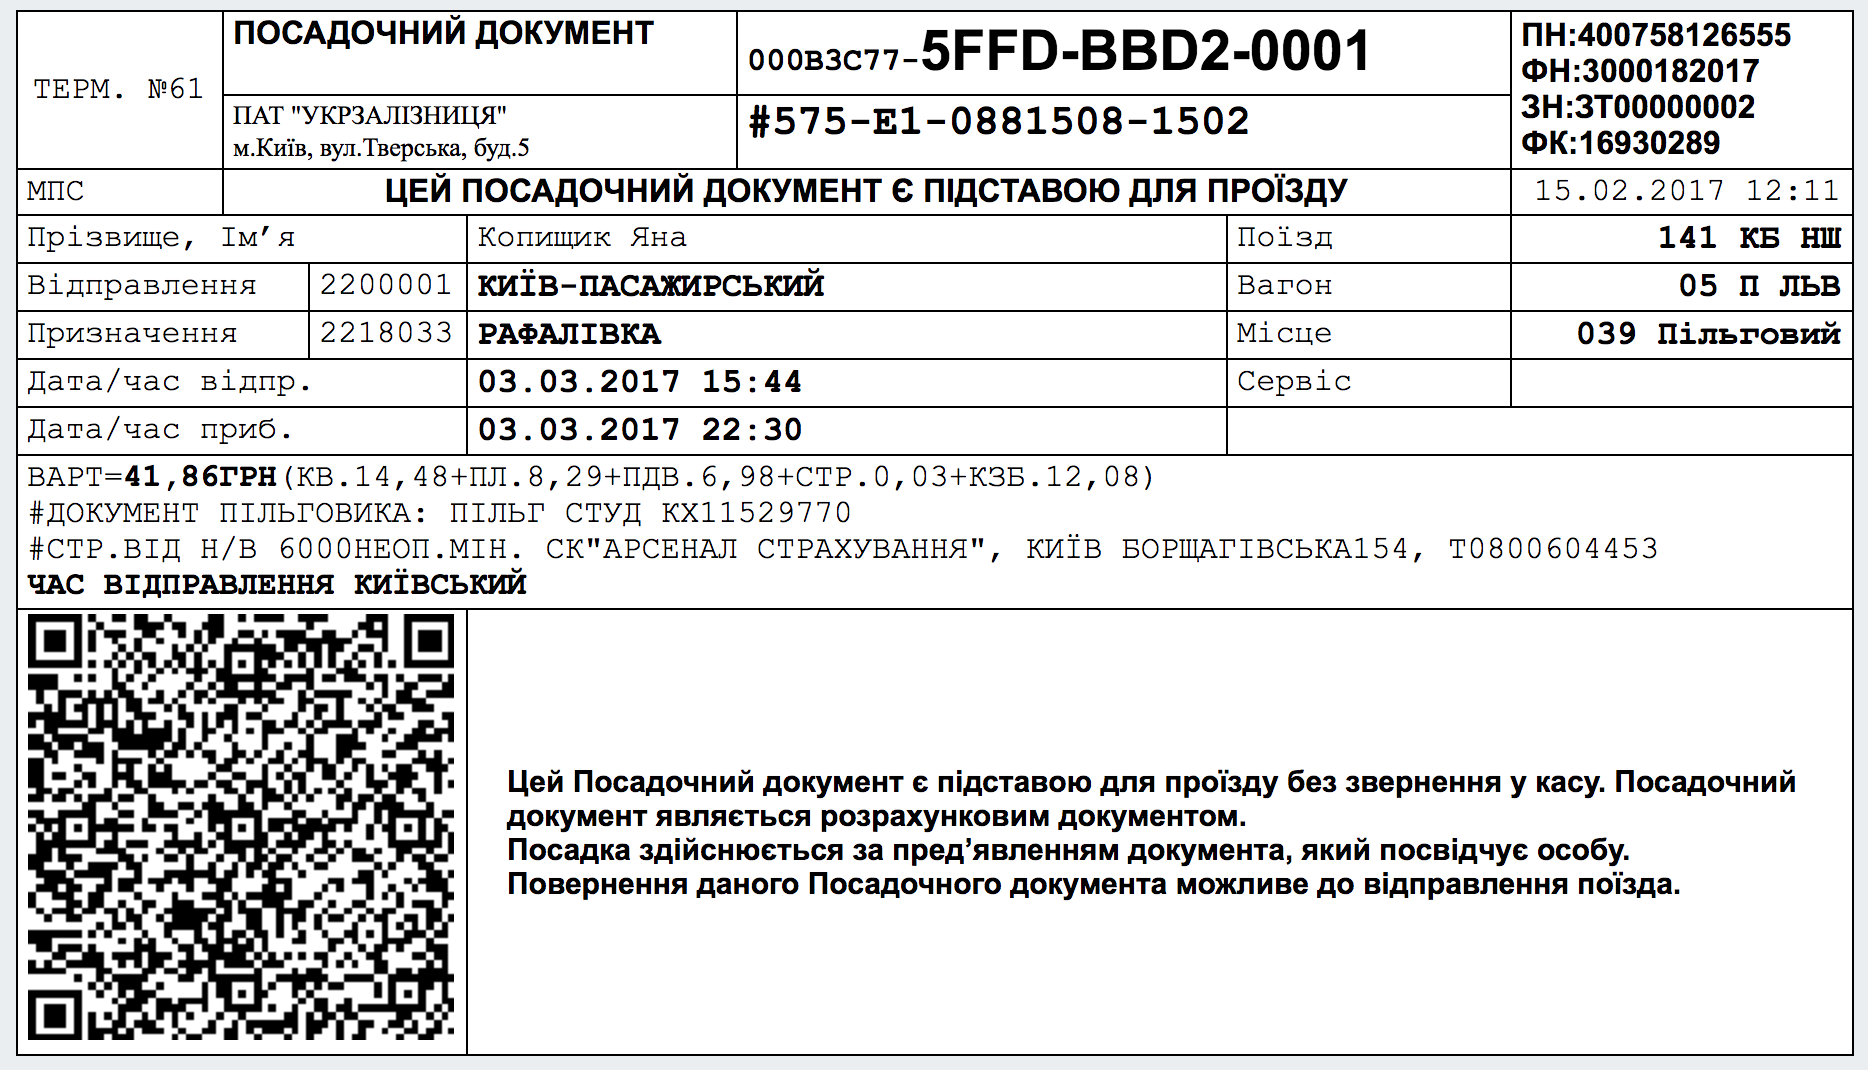 ТЕРМ. №61
ПОСАДОЧНИЙ ДОКУМЕНТ
ПАТ "УКРЗАЛІЗНИЦЯ"
м.Київ, вул.Тверська, буд.5
000B3C77-5FFD-BBD2-0001
#575-Е1-0881508-1502
ПН:400758126555
ФН:3000182017
ЗН:ЗТ00000002
ФК:16930289
МПС
ЦЕЙ ПОСАДОЧНИЙ ДОКУМЕНТ Є ПІДСТАВОЮ ДЛЯ ПРОЇЗДУ
15.02.2017 12:11
Прізвище, Ім’я Копищик Яна Поїзд 141 КБ НШ
Відправлення 2200001 КИЇВ-ПАСАЖИРСЬКИЙ Вагон 05 П ЛЬВ
Призначення 2218033 РАФАЛІВКА Місце 039 Пільговий
Дата/час відпр. 03.03.2017 15:44 Сервіс
Дата/час приб. 03.03.2017 22:30
ВАРТ=41,86ГРН(КВ.14,48+ПЛ.8,29+ПДВ.6,98+СТР.0,03+КЗБ.12,08)
#ДОКУМЕНТ ПІЛЬГОВИКА: ПІЛЬГ СТУД КХ11529770
#СТР.ВІД Н/В 6000НЕОП.МІН. СК"АРСЕНАЛ СТРАХУВАННЯ", КИЇВ БОРЩАГІВСЬКА154, Т0800604453
ЧАС ВІДПРАВЛЕННЯ КИЇВСЬКИЙ
Цей Посадочний документ є підставою для проїзду без звернення у касу. Посадочний
документ являється розрахунковим документом.
Посадка здійснюється за пред’явленням документа, який посвідчує особу.
Повернення даного Посадочного документа можливе до відправлення поїзда.